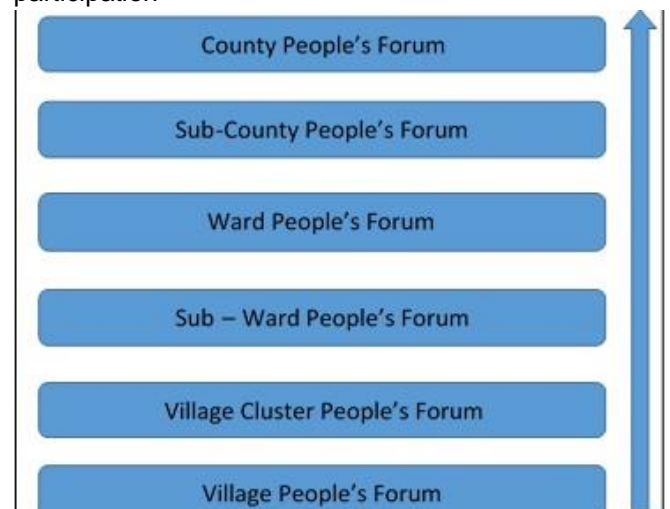 participation
County People’s Forum
Sub-County People’s Forum
Ward People’s Forum
Sub – Ward People’s Forum
Village Cluster People’s Forum
Village People’s Forum